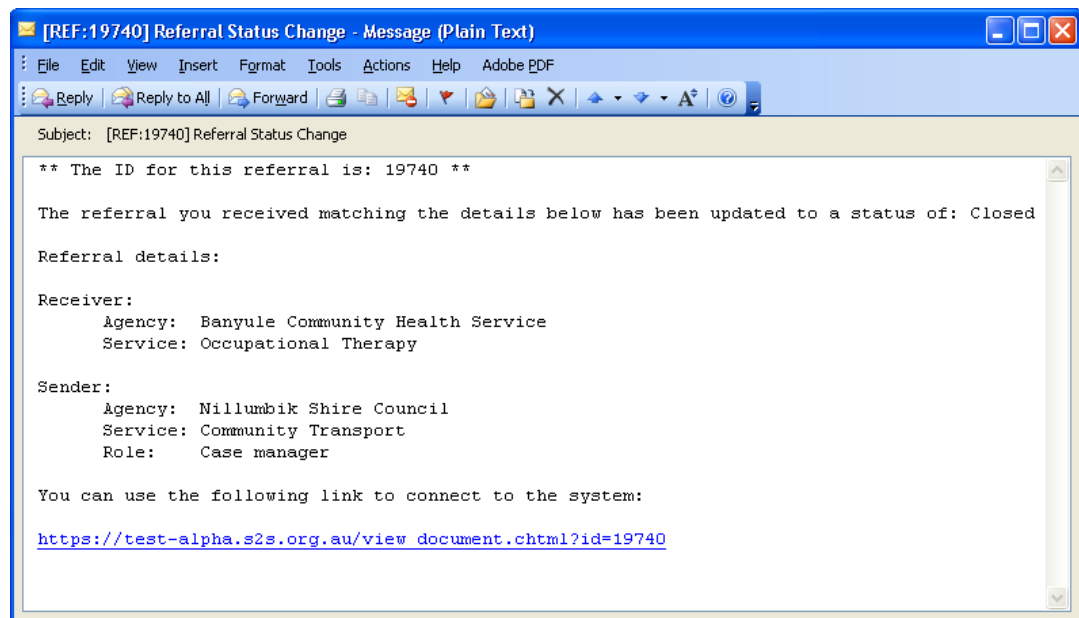 [REF:19740] Referral Status Change - Message (Plain Text)
File Edit View Insert Format Tools Actions Help Adobe PDF
Reply Reply to All Forward
Subject: [REF:19740] Referral Status Change
** The ID for this referral is: 19740 **
The referral you received matching the details below has been updated to a status of: Closed
Referral details:
Receiver:
Agency: Banyule Community Health Service
Service: Occupational Therapy
Sender:
Agency: Nillumbik Shire Council
Service: Community Transport
Role: Case manager
You can use the following link to connect to the system:
https://test-alpha.s2s.org.au/view_document.chtml?id=19740